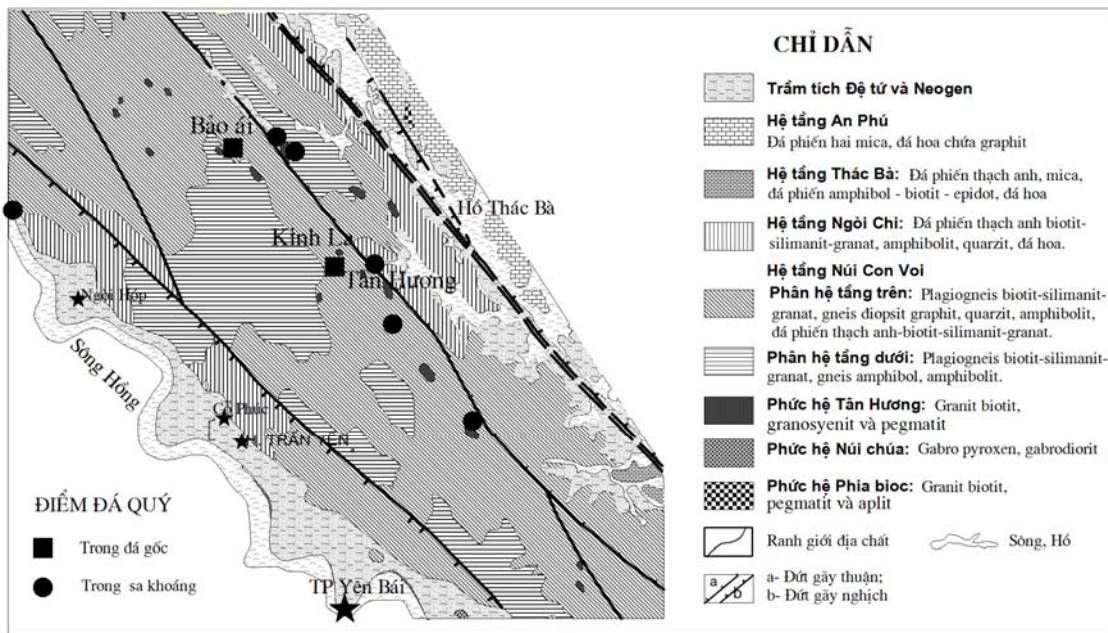 Bảo ái
Hồ Thác Bà
Kính La
Tân Hương
Ngòi Hóp
Sông Hồng
Cổ Phúc
H. TRẤN YÊN
TP Yên Bái
ĐIỂM ĐÁ QUÝ
Trong đá gốc
Trong sa khoáng
CHỈ DẪN
Trầm tích Đệ tứ và Neogen
Hệ tầng An Phú
Đá phiến hai mica, đá hoa chứa graphit
Hệ tầng Thác Bà: Đá phiến thạch anh, mica,
đá phiến amphibol - biotit - epidot, đá hoa
Hệ tầng Ngòi Chi: Đá phiến thạch anh biotit-
silimanit-granat, amphibolit, quarzit, đá hoa.
Hệ tầng Núi Con Voi
Phân hệ tầng trên: Plagiogneis biotit-silimanit-
granat, gneis điopsit graphit, quarzit, amphibolit,
đá phiến thạch anh-biotit-silimanit-granat.
Phân hệ tầng dưới: Plagiogneis biotit-silimanit-
granat, gneis amphibol, amphibolit.
Phức hệ Tân Hương: Granit biotit,
granosyenit và pegmatit
Phức hệ Núi chúa: Gabro pyroxen, gabrodiorit
Phức hệ Phia bioc: Granit biotit,
pegmatit và aplit
Ranh giới địa chất
Sông, Hồ
a b
a- Đứt gãy thuận;
b- Đứt gãy nghịch